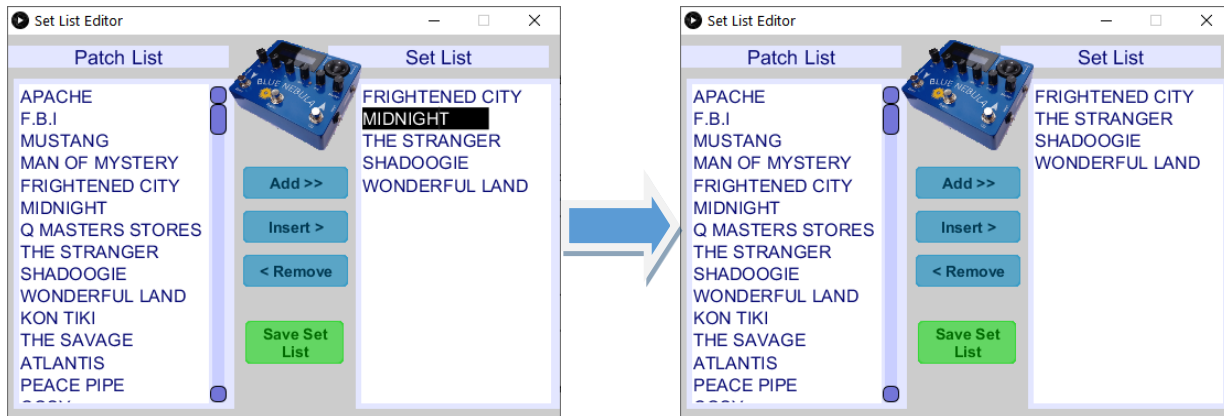 Set List Editor
Patch List
Set List
BLUE NEBULA
APACHE
F.B.I
MUSTANG
MAN OF MYSTERY
FRIGHTENED CITY
MIDNIGHT
Q MASTERS STORES
THE STRANGER
SHADOOGIE
WONDERFUL LAND
KON TIKI
THE SAVAGE
ATLANTIS
PEACE PIPE
Add >>
Insert >
< Remove
Save Set
List
FRIGHTENED CITY
MIDNIGHT
THE STRANGER
SHADOOGIE
WONDERFUL LAND
Set List Editor
Patch List
Set List
BLUE NEBULA
APACHE
F.B.I
MUSTANG
MAN OF MYSTERY
FRIGHTENED CITY
MIDNIGHT
Q MASTERS STORES
THE STRANGER
SHADOOGIE
WONDERFUL LAND
KON TIKI
THE SAVAGE
ATLANTIS
PEACE PIPE
Add >>
Insert >
< Remove
Save Set
List
FRIGHTENED CITY
THE STRANGER
SHADOOGIE
WONDERFUL LAND